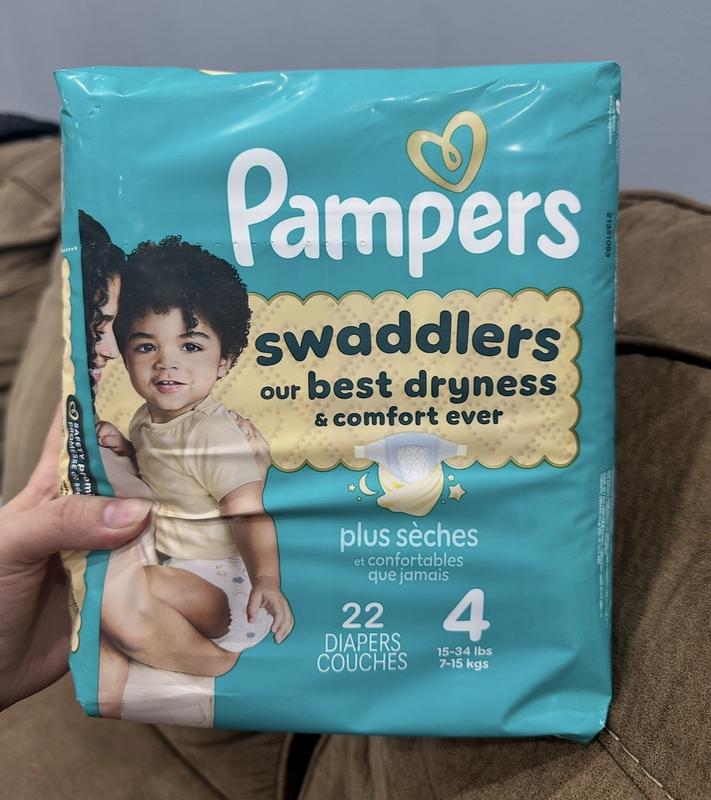 Pampers
swaddlers
our best dryness
& comfort ever
plus sèches
et confortables
que jamais
22
DIAPERS
COUCHES
4
15-34 lbs
7-15 kgs
SAFETY